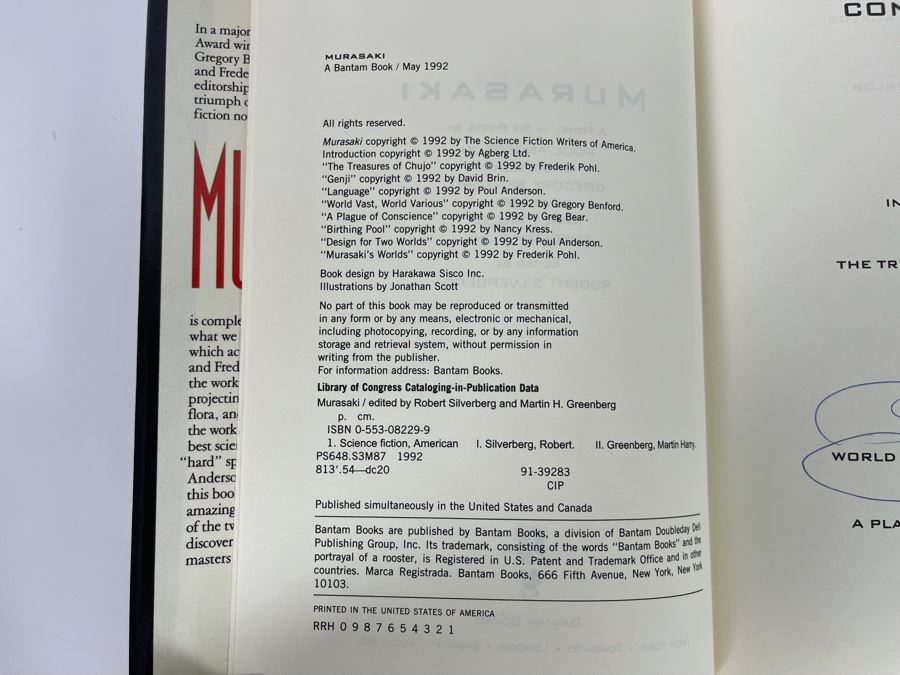 In a major
Award win
Gregory B
and Frede
editorship
triumph o
fiction no
MU
is comple
what we
which ac
and Fred
the work
projectin
flora, an
the work
best scie
"hard" sp
Anderso
this boo
amazing
of the tw
discover
masters
MURASAKI
A Bantam Book / May 1992
All rights reserved.
Murasaki copyright © 1992 by The Science Fiction Writers of America.
Introduction copyright © 1992 by Agberg Ltd.
"The Treasures of Chujo" copyright © 1992 by Frederik Pohl.
"Genji" copyright © 1992 by David Brin.
"Language" copyright © 1992 by Poul Anderson.
"World Vast, World Various" copyright © 1992 by Gregory Benford.
"A Plague of Conscience" copyright © 1992 by Greg Bear.
"Birthing Pool" copyright © 1992 by Nancy Kress.
"Design for Two Worlds" copyright © 1992 by Poul Anderson.
"Murasaki's Worlds" copyright © 1992 by Frederik Pohl.
Book design by Harakawa Sisco Inc.
Illustrations by Jonathan Scott
No part of this book may be reproduced or transmitted
in any form or by any means, electronic or mechanical,
including photocopying, recording, or by any information
storage and retrieval system, without permission in
writing from the publisher.
For information address: Bantam Books.
Library of Congress Cataloging-in-Publication Data
Murasaki / edited by Robert Silverberg and Martin H. Greenberg
p. cm.
ISBN 0-553-08229-9
1. Science fiction, American I. Silverberg, Robert. II. Greenberg, Martin Harry.
PS648.S3M87 1992
813'.54—dc20 91-39283
CIP
Published simultaneously in the United States and Canada
Bantam Books are published by Bantam Books, a division of Bantam Doubleday Dell
Publishing Group, Inc. Its trademark, consisting of the words "Bantam Books" and the
portrayal of a rooster, is Registered in U.S. Patent and Trademark Office and in other
countries. Marca Registrada. Bantam Books, 666 Fifth Avenue, New York, New York
10103.
PRINTED IN THE UNITED STATES OF AMERICA
RRH 0 9 8 7 6 5 4 3 2 1
CON
IN
THE TR
WORLD
A PLA